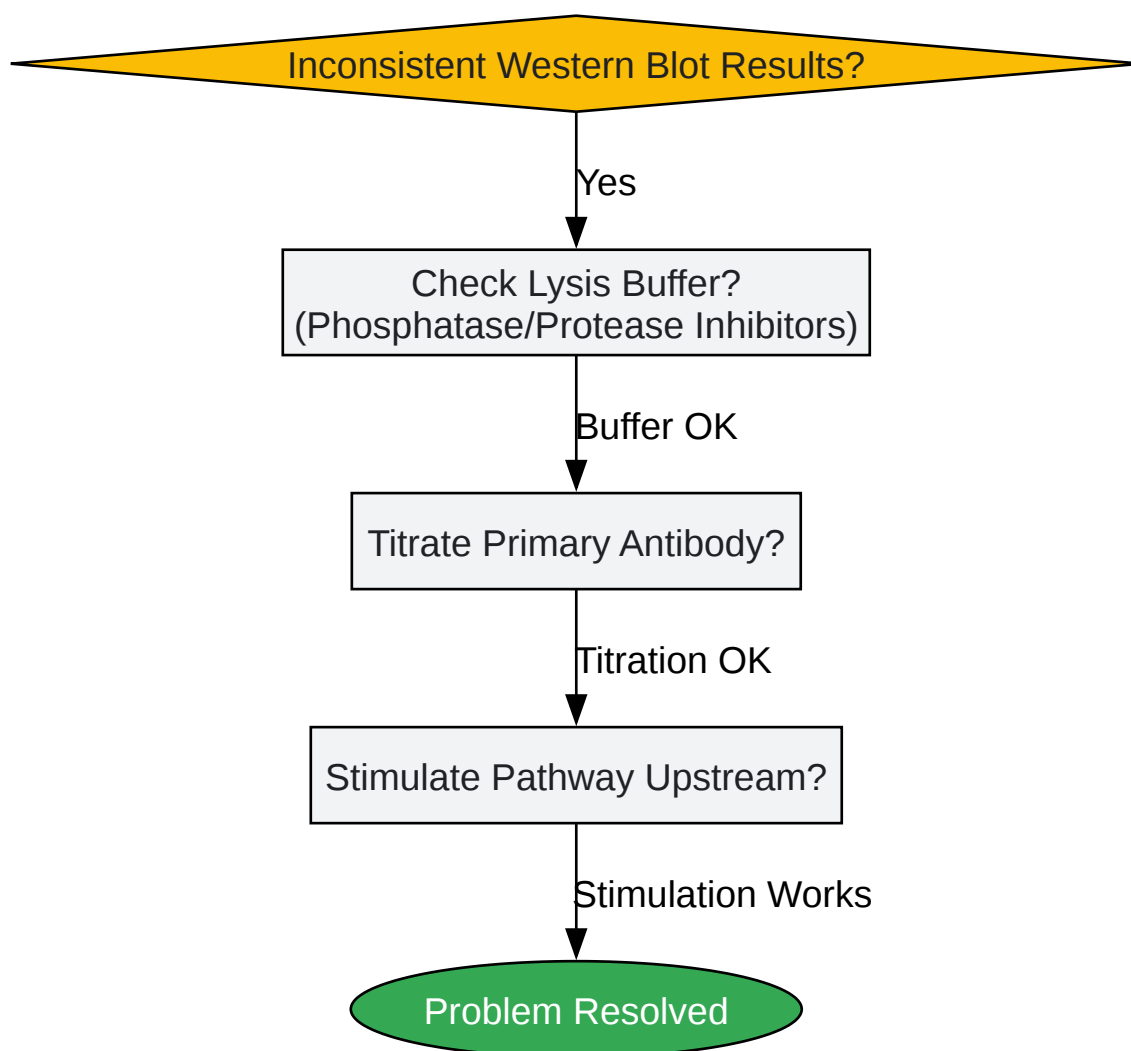 Inconsistent Western Blot Results?
Yes
Check Lysis Buffer?
(Phosphatase/Protease Inhibitors)
Buffer OK
Titrate Primary Antibody?
Titration OK
Stimulate Pathway Upstream?
Stimulation Works
Problem Resolved